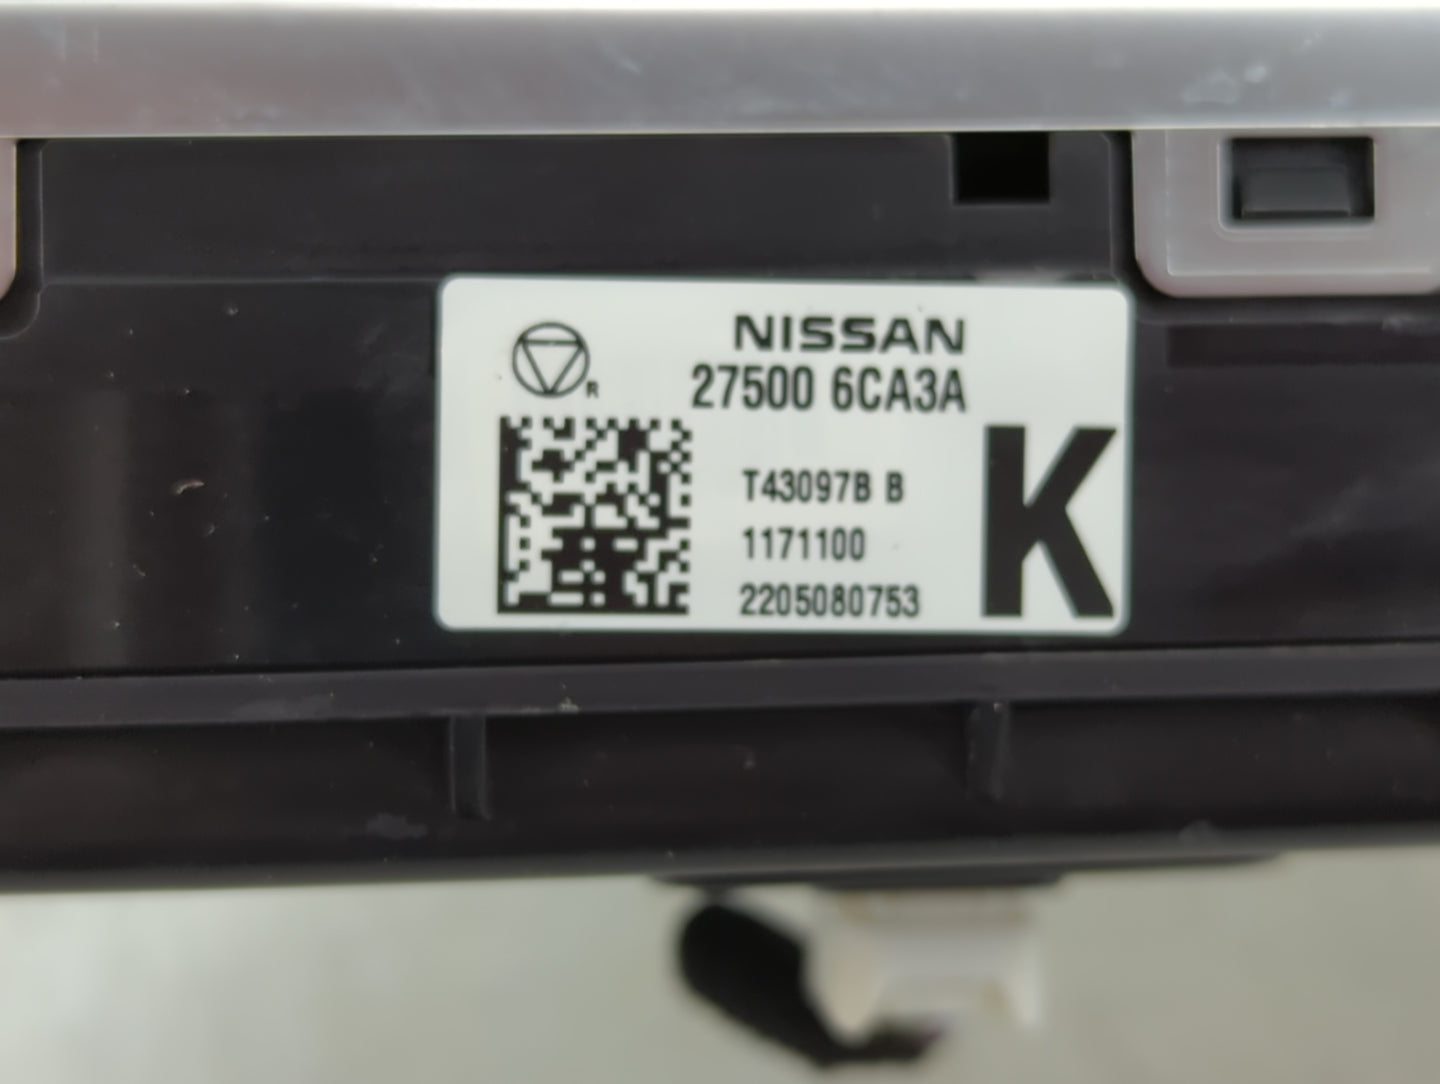 NISSAN
27500 6CA3A
R
T43097B B
1171100
2205080753
K